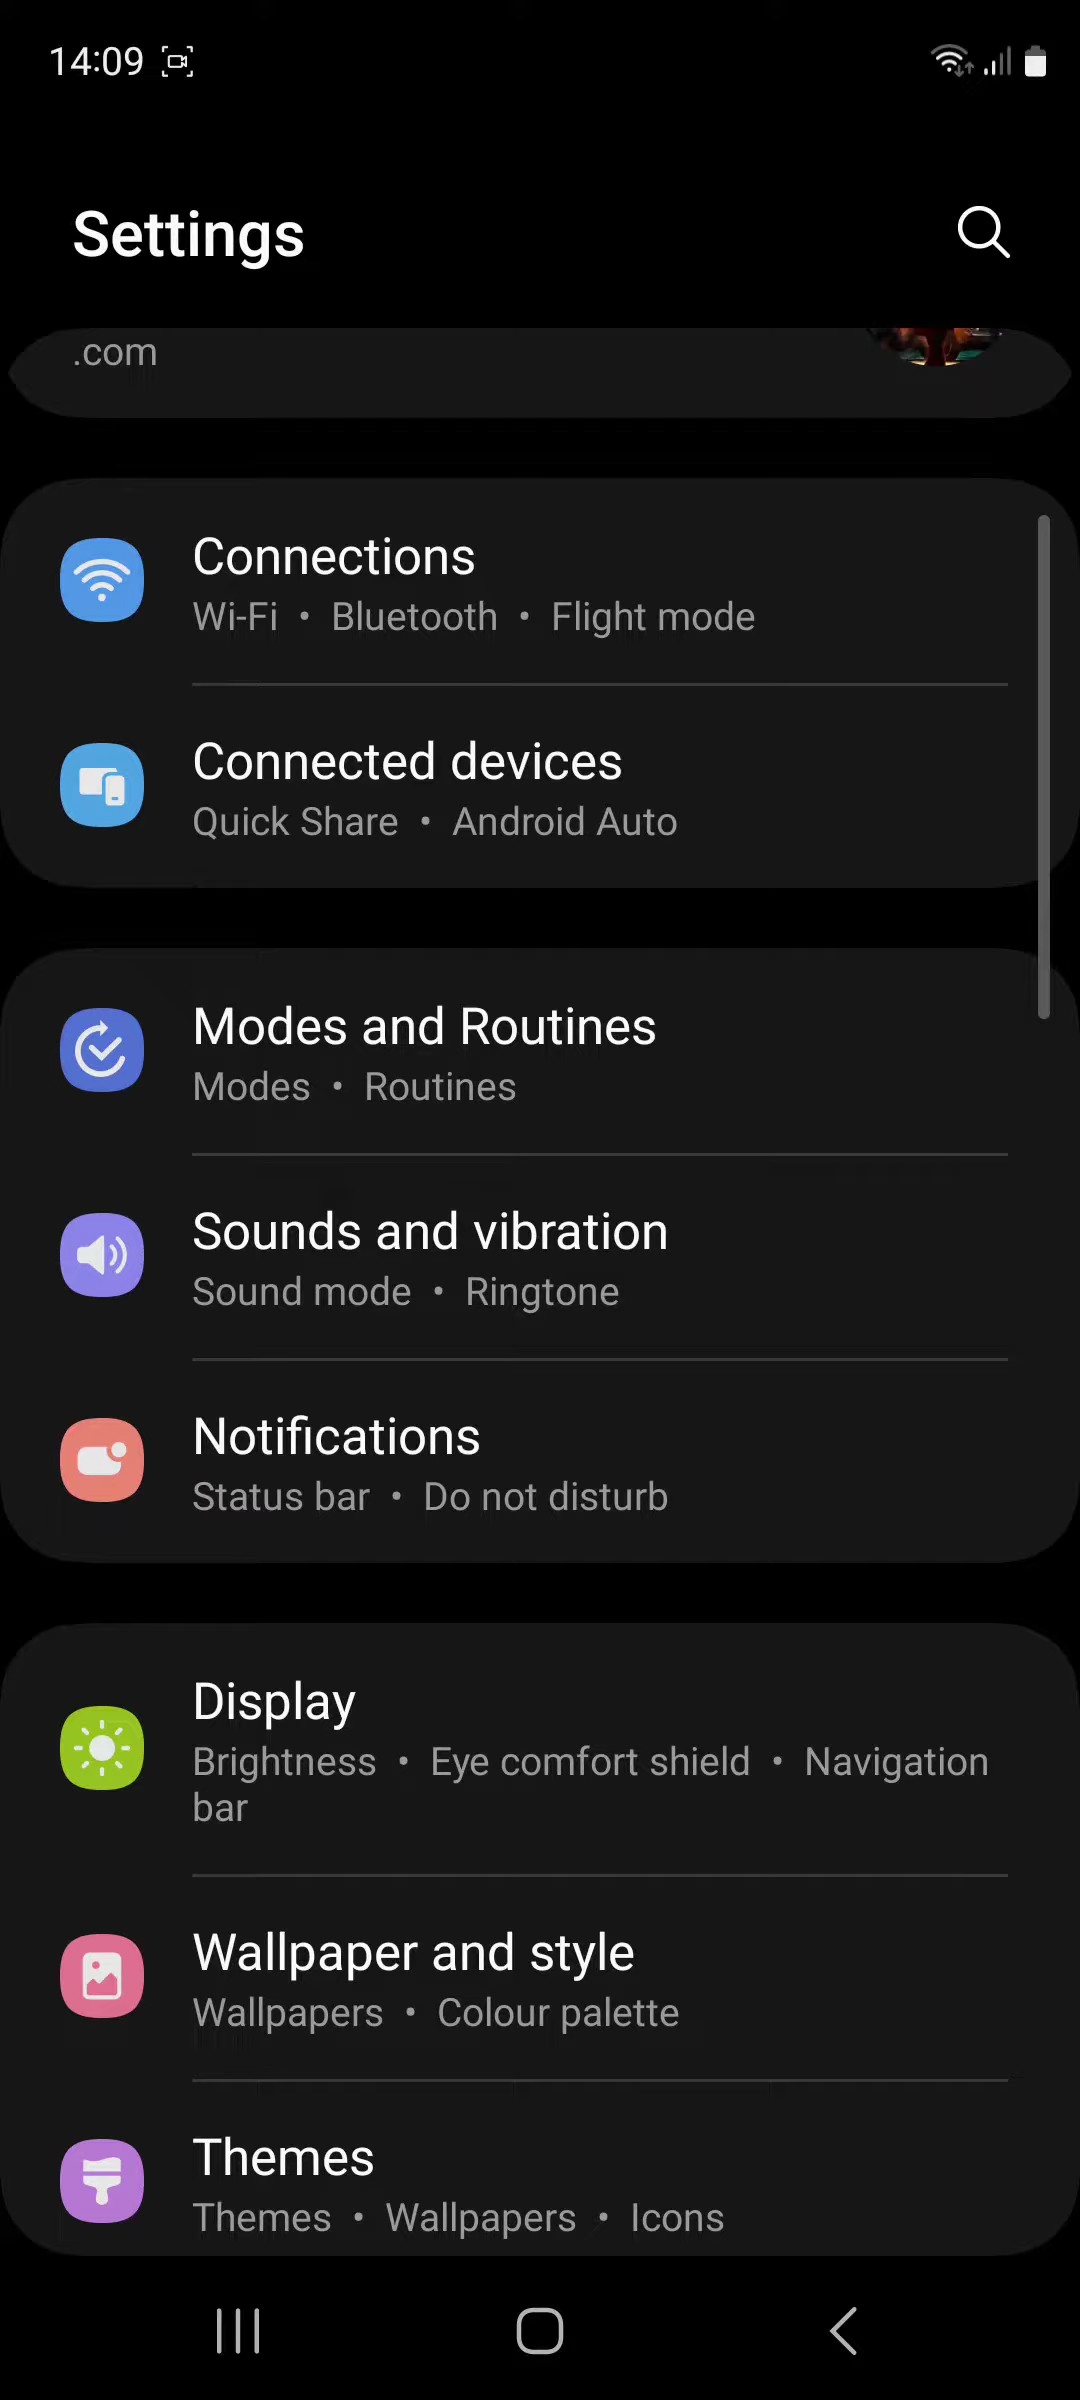 14:09
Settings
.com
Connections
Wi-Fi • Bluetooth • Flight mode
Connected devices
Quick Share • Android Auto
Modes and Routines
Modes • Routines
Sounds and vibration
Sound mode • Ringtone
Notifications
Status bar • Do not disturb
Display
Brightness • Eye comfort shield • Navigation
bar
Wallpaper and style
Wallpapers • Colour palette
Themes
Themes • Wallpapers • Icons